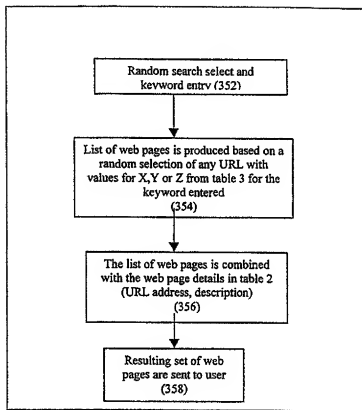 Random search select and
keyword entry (352)
List of web pages is produced based on a
random selection of any URL with
values for X,Y or Z from table 3 for the
keyword entered
(354)
The list of web pages is combined
with the web page details in table 2
(URL address, description)
(356)
Resulting set of web
pages are sent to user
(358)